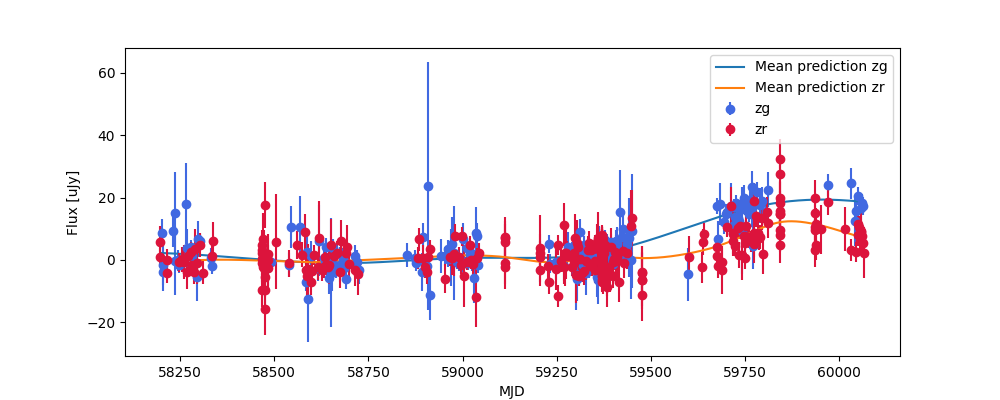 60
40
20
0
−20
Flux [uJy]
58250
58500
58750
59000
59250
59500
59750
60000
MJD
Mean prediction zg
Mean prediction zr
zg
zr